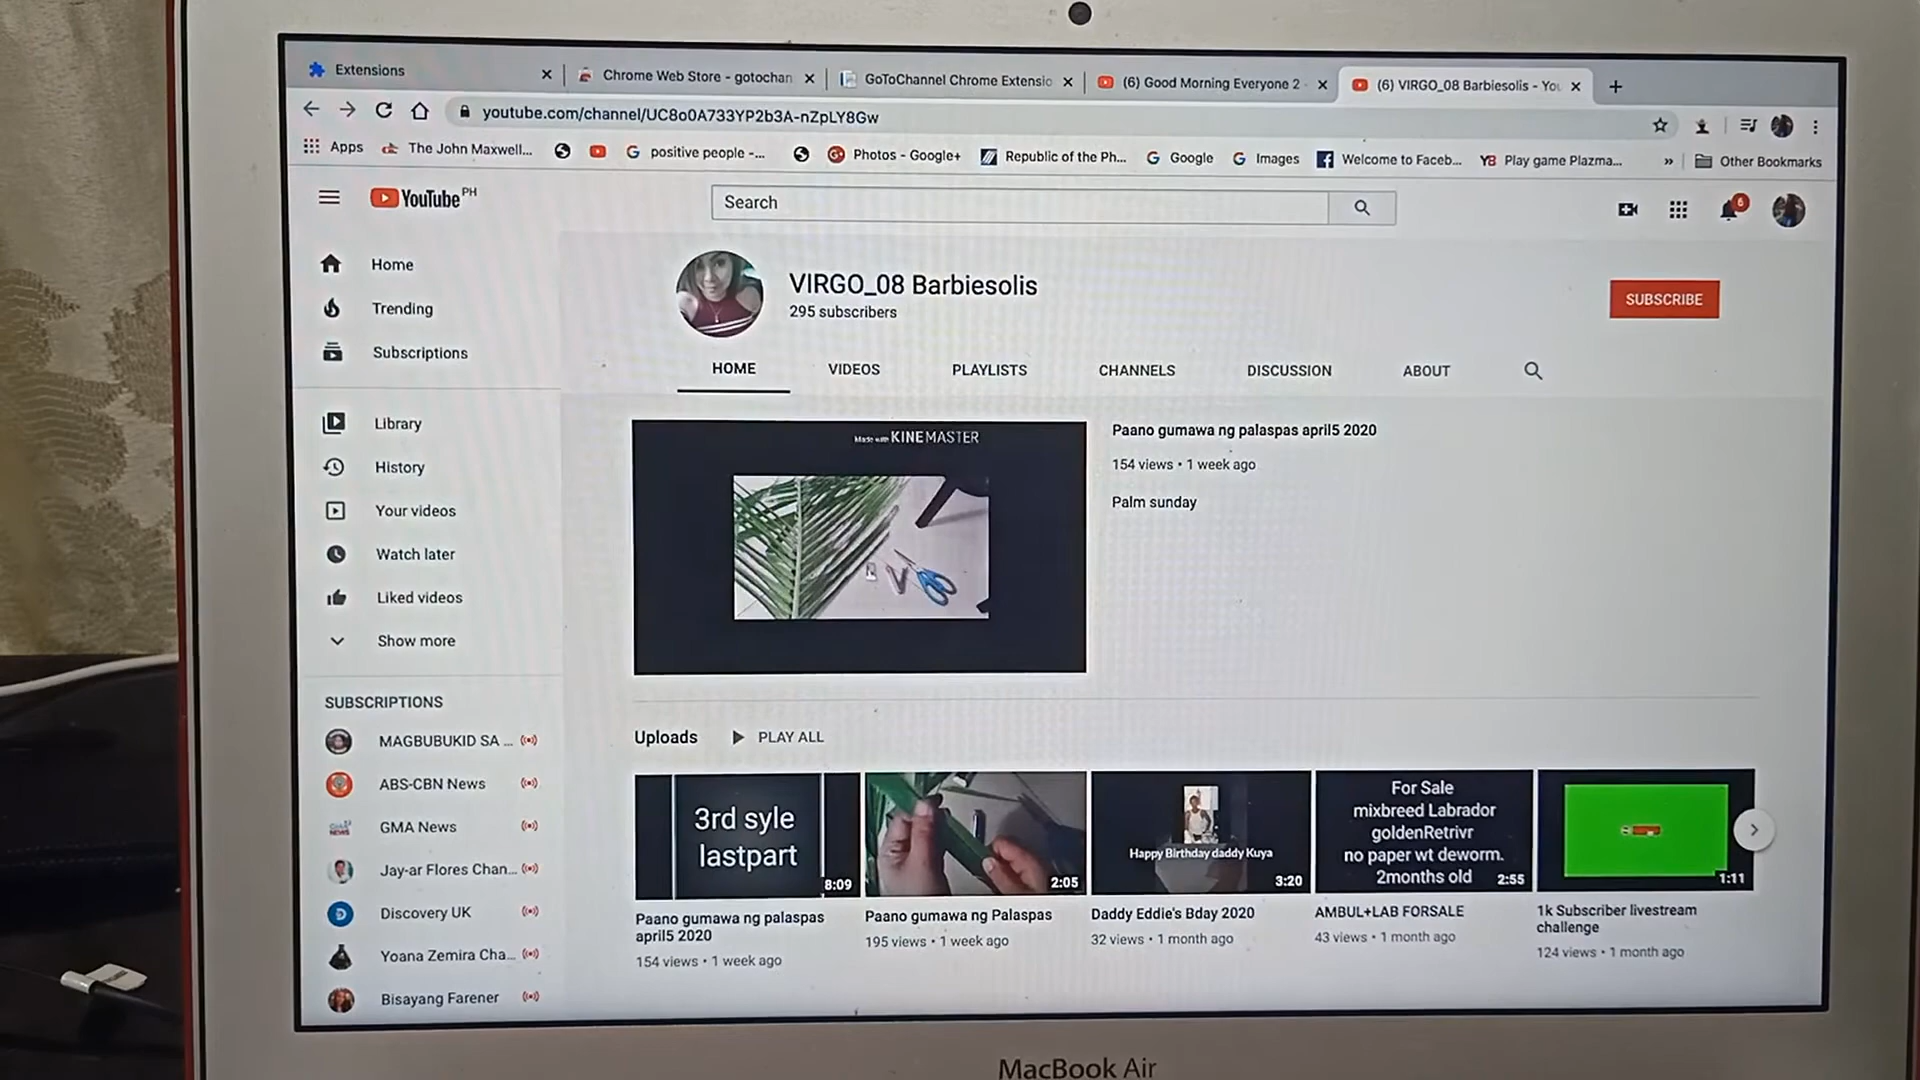 Extensions
Chrome Web Store - gotochan
GoToChannel Chrome Extensio
(6) Good Morning Everyone 2 -
(6) VIRGO_08 Barbiesolis - You
youtube.com/channel/UC8o0A733YP2b3A-nZpLY8Gw
Apps
The John Maxwell...
positive people -...
Photos - Google+
Republic of the Ph...
Google
Images
Welcome to Faceb...
Y8 Play game Plazma...
»
Other Bookmarks
YouTube PH
Search
6
Home
Trending
Subscriptions
Library
History
Your videos
Watch later
Liked videos
Show more
SUBSCRIPTIONS
MAGBUBUKID SA ...
ABS-CBN News
GMA News
Jay-ar Flores Chan...
Discovery UK
Yoana Zemira Cha...
Bisayang Farener
VIRGO_08 Barbiesolis
295 subscribers
SUBSCRIBE
HOME
VIDEOS
PLAYLISTS
CHANNELS
DISCUSSION
ABOUT
Made with KINEMASTER
Paano gumawa ng palaspas april5 2020
154 views • 1 week ago
Palm sunday
Uploads
PLAY ALL
3rd syle
lastpart
8:09
Paano gumawa ng palaspas
april5 2020
154 views • 1 week ago
2:05
Paano gumawa ng Palaspas
195 views • 1 week ago
Happy Birthday daddy Kuya
3:20
Daddy Eddie's Bday 2020
32 views • 1 month ago
For Sale
mixbreed Labrador
goldenRetrivr
no paper wt deworm.
2months old
2:55
AMBUL+LAB FORSALE
43 views • 1 month ago
1:11
1k Subscriber livestream
challenge
124 views • 1 month ago
MacBook Air